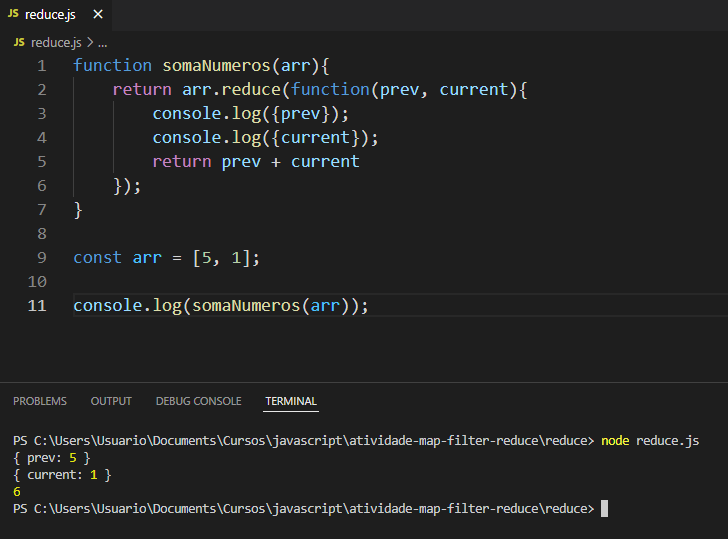 JS reduce.js ×
JS reduce.js > ...
1 function somaNumeros(arr){
2     return arr.reduce(function(prev, current){
3         console.log({prev});
4         console.log({current});
5         return prev + current
6     });
7 }
8
9 const arr = [5, 1];
10
11 console.log(somaNumeros(arr));
PROBLEMS OUTPUT DEBUG CONSOLE TERMINAL
PS C:\Users\Usuario\Documents\Cursos\javascript\atividade-map-filter-reduce\reduce> node reduce.js
{ prev: 5 }
{ current: 1 }
6
PS C:\Users\Usuario\Documents\Cursos\javascript\atividade-map-filter-reduce\reduce>